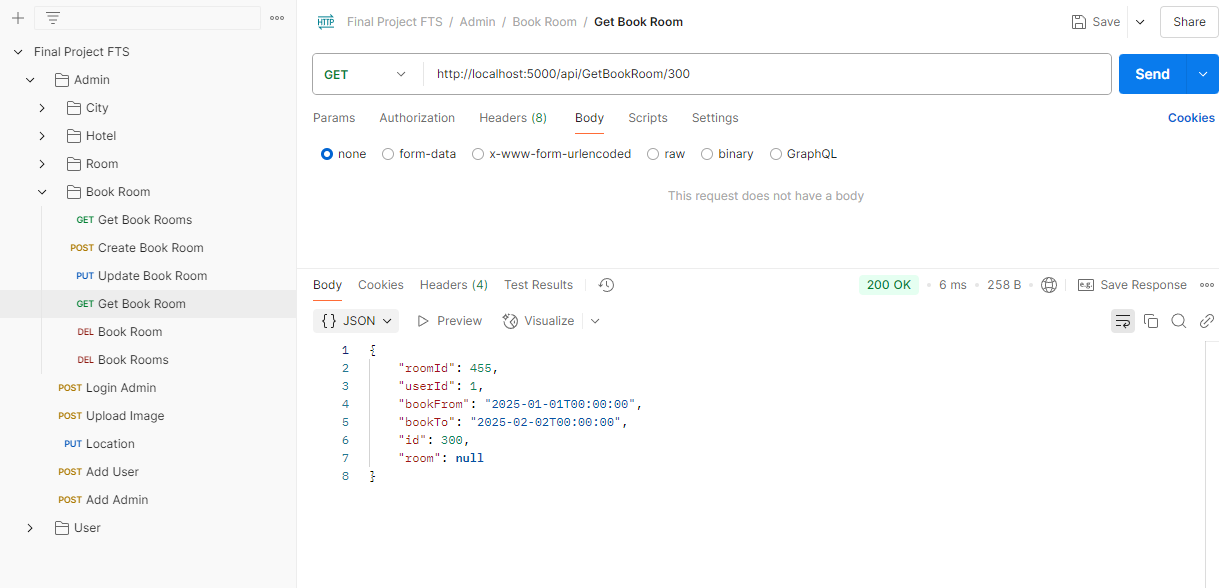 Final Project FTS
Admin
City
Hotel
Room
Book Room
GET Get Book Rooms
POST Create Book Room
PUT Update Book Room
GET Get Book Room
DEL Book Room
DEL Book Rooms
POST Login Admin
POST Upload Image
PUT Location
POST Add User
POST Add Admin
User
HTTP Final Project FTS / Admin / Book Room / Get Book Room
Save
Share
GET http://localhost:5000/api/GetBookRoom/300
Send
Params Authorization Headers (8) Body Scripts Settings Cookies
none form-data x-www-form-urlencoded raw binary GraphQL
This request does not have a body
Body Cookies Headers (4) Test Results 200 OK • 6 ms • 258 B • e.g. Save Response
{} JSON Preview Visualize
1 {
2 "roomId": 455,
3 "userId": 1,
4 "bookFrom": "2025-01-01T00:00:00",
5 "bookTo": "2025-02-02T00:00:00",
6 "id": 300,
7 "room": null
8 }